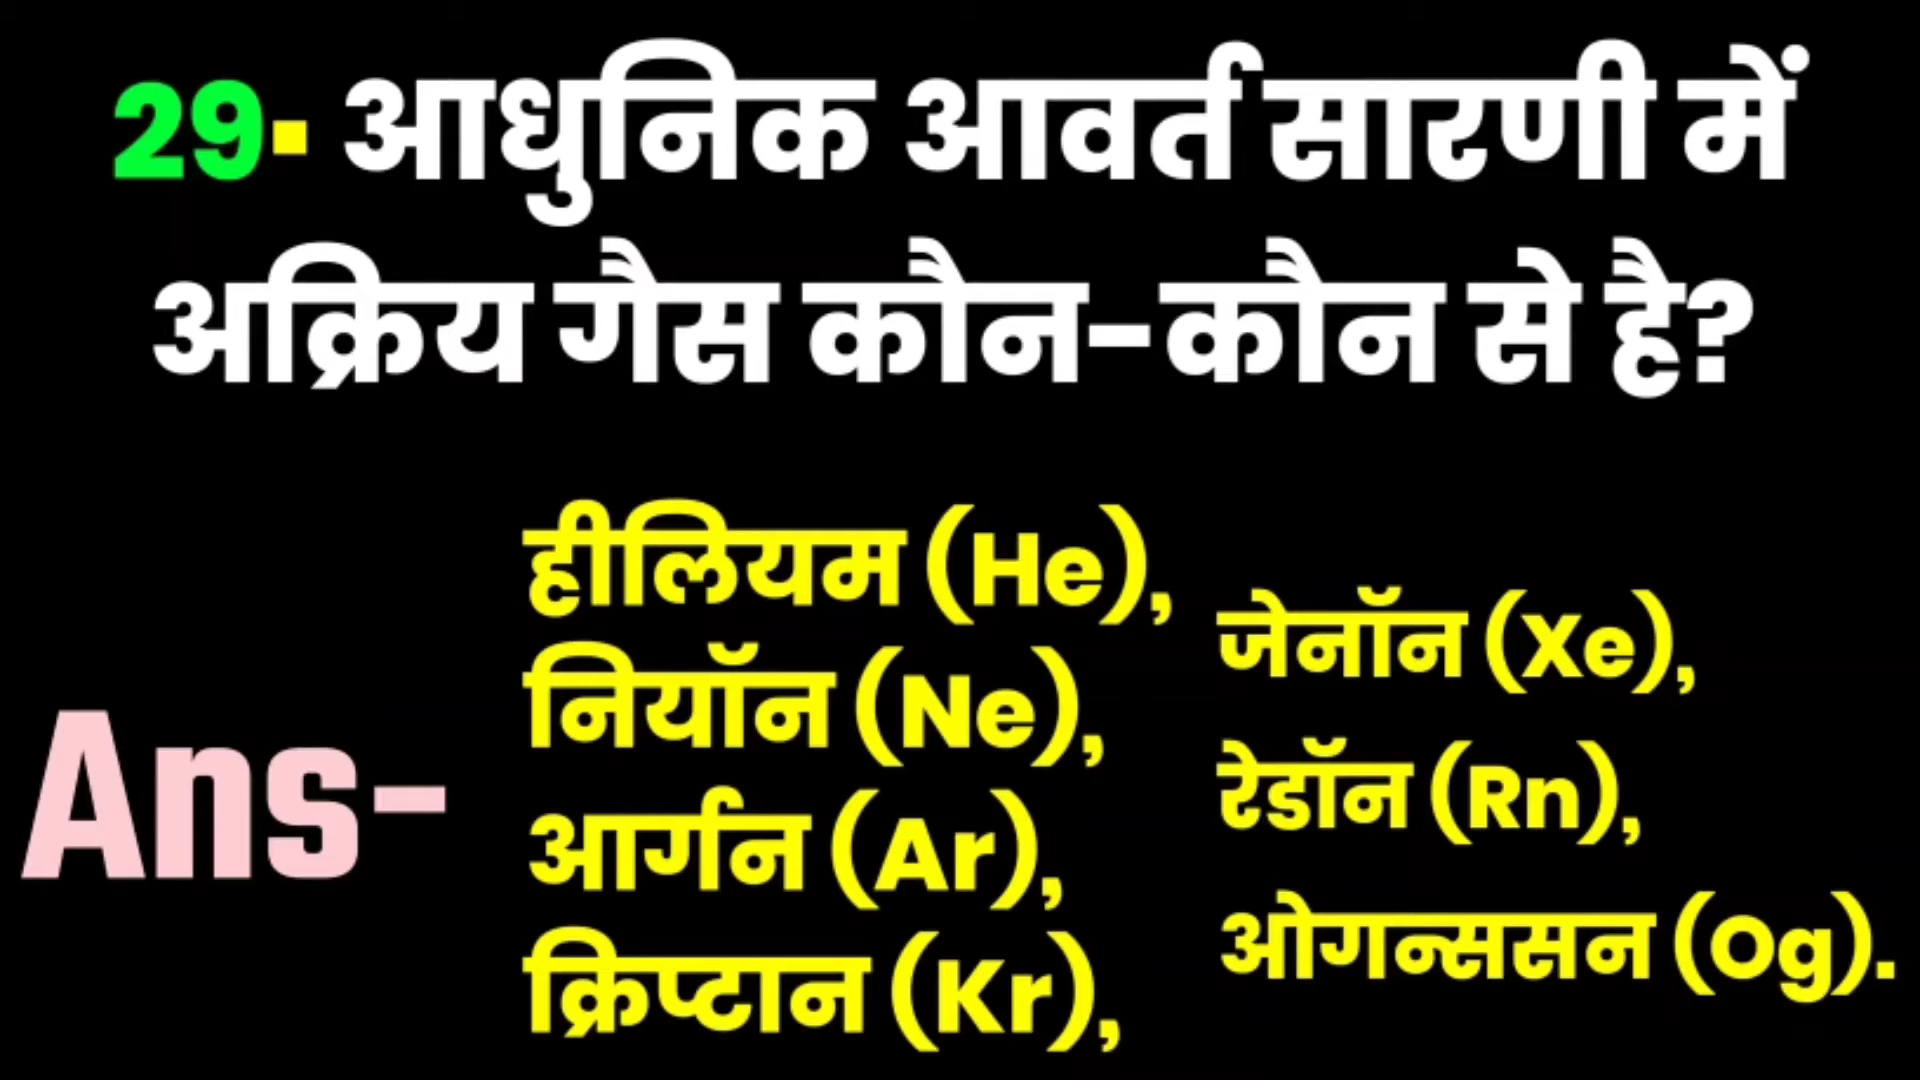 29. आधुनिक आवर्त सारणी में
अक्रिय गैस कौन-कौन से है?
Ans-
हीलियम (He),
नियॉन (Ne),
आर्गन (Ar),
क्रिप्टान (Kr),
जेनॉन (Xe),
रेडॉन (Rn),
ओगन्ससन (Og).